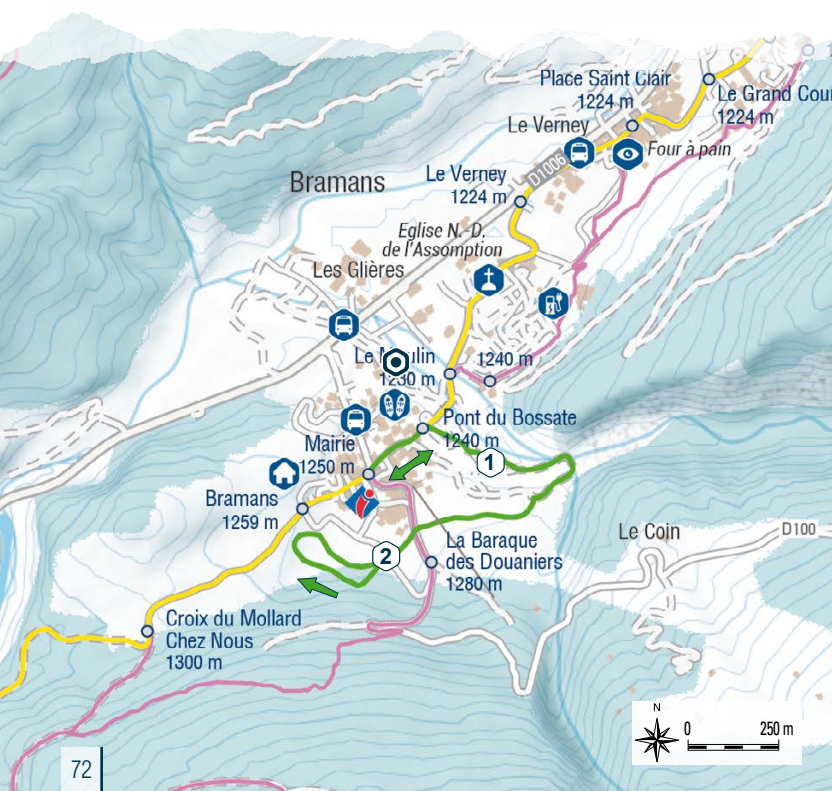 Place Saint Clair
1224 m
Le Grand Cour
1224 m
Le Verney
Four à pain
D1006
Le Verney
1224 m
Bramans
Eglise N.-D.
de l'Assomption
Les Glières
Le Moulin
1230 m
1240 m
Pont du Bossate
1240 m
Mairie
1250 m
1
Bramans
1259 m
Le Coin
D100
2
La Baraque
des Douaniers
1280 m
Croix du Mollard
Chez Nous
1300 m
N
0 250 m
72